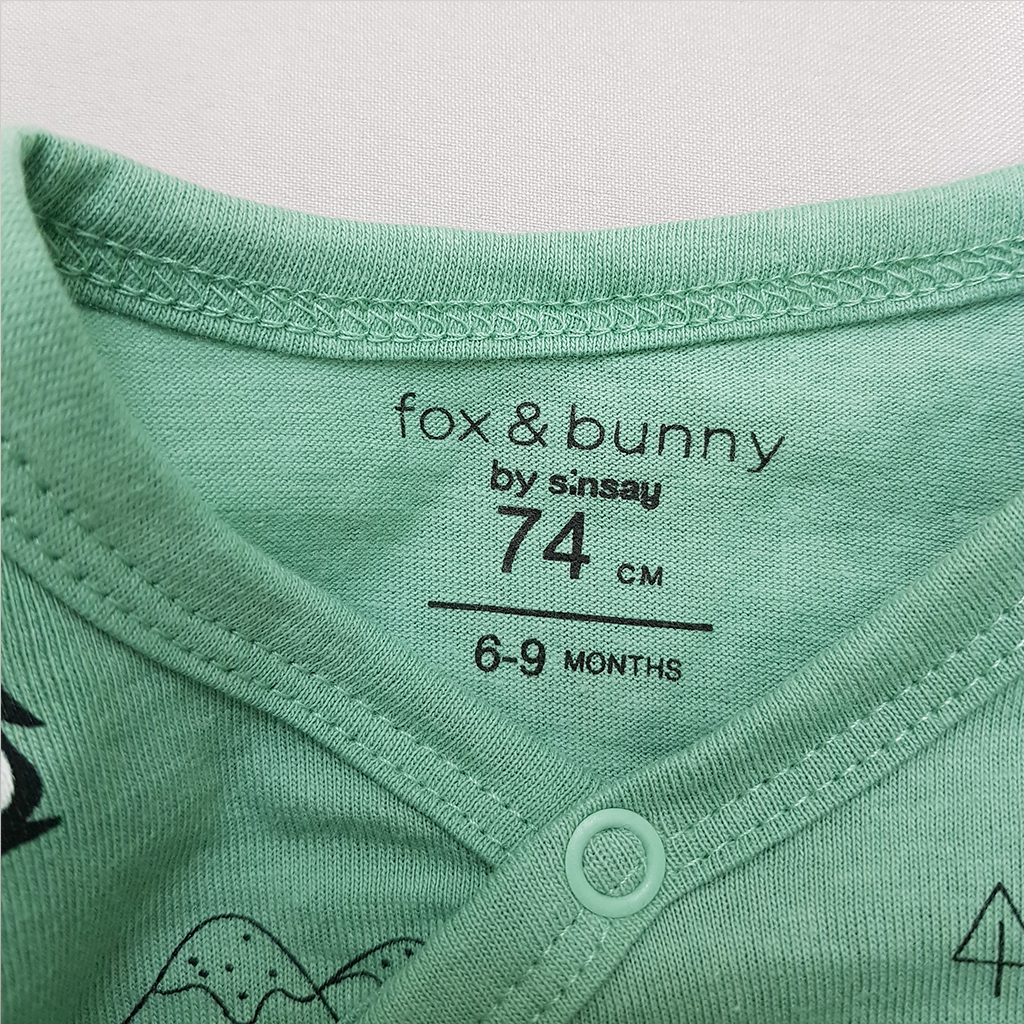 fox & bunny
by sinsay
74 CM
6-9 MONTHS